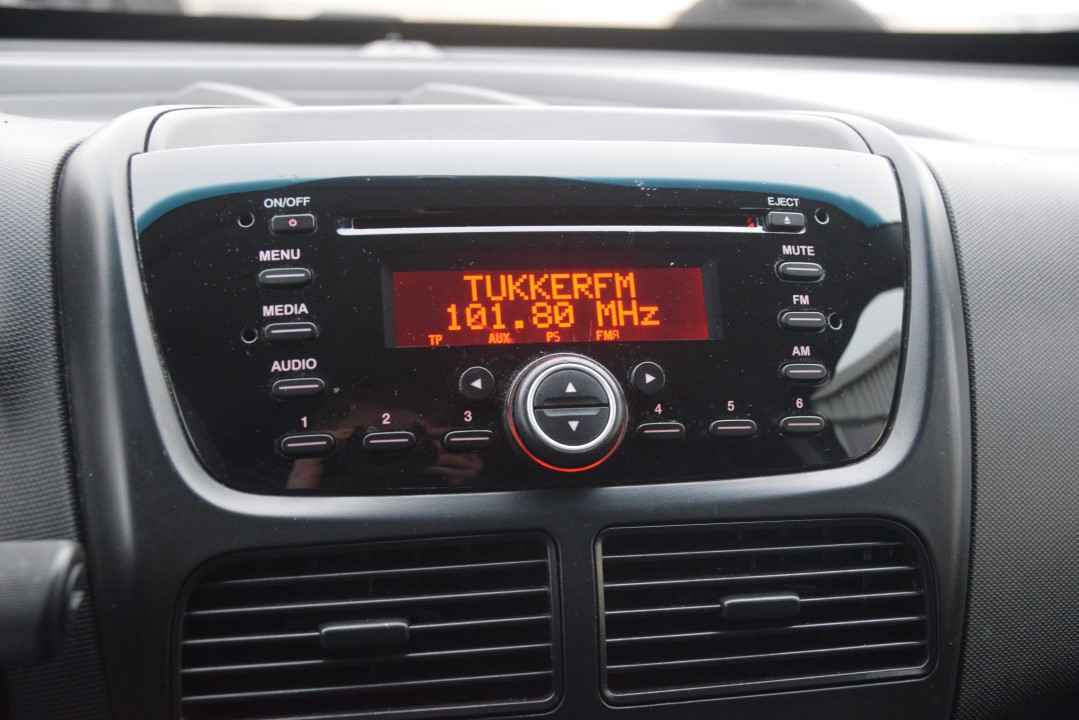 ON/OFF
EJECT
MENU
MUTE
TUKKERFM
MEDIA
101.80 MHz
FM
TP AUX PS
AUDIO
AM
1 2 3 4 5 6